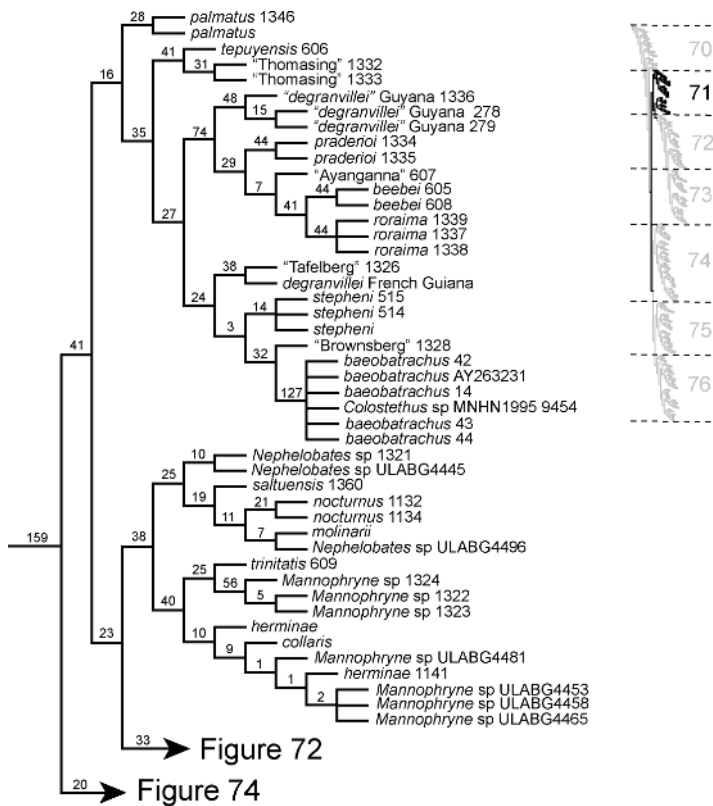 28
palmatus 1346
palmatus
16
41
tepuyensis 606
31
"Thomasing" 1332
"Thomasing" 1333
35
48
"degranvillei" Guyana 1336
15
"degranvillei" Guyana 278
"degranvillei" Guyana 279
74
44
praderioi 1334
praderioi 1335
29
7
"Ayanganna" 607
44
beebei 605
beebei 608
41
44
roraima 1339
roraima 1337
roraima 1338
27
38
"Tafelberg" 1326
degranvillei French Guiana
24
14
stepheni 515
stepheni 514
stepheni
3
32
"Brownsberg" 1328
baeobatrachus 42
baeobatrachus AY263231
127
baeobatrachus 14
Colostethus sp MNHN1995 9454
baeobatrachus 43
baeobatrachus 44
41
10
Nephelobates sp 1321
Nephelobates sp ULABG4445
25
saltuensis 1360
19
21
nocturnus 1132
nocturnus 1134
11
7
molinarii
Nephelobates sp ULABG4496
38
159
25
trinitatis 609
56
Mannophryne sp 1324
5
Mannophryne sp 1322
Mannophryne sp 1323
40
10
herminae
9
collaris
1
Mannophryne sp ULABG4481
1
herminae 1141
2
Mannophryne sp ULABG4453
Mannophryne sp ULABG4458
Mannophryne sp ULABG4465
23
33
Figure 72
20
Figure 74
70
71
72
73
74
75
76